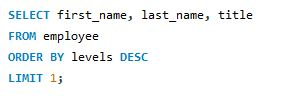 SELECT first_name, last_name, title
FROM employee
ORDER BY levels DESC
LIMIT 1;